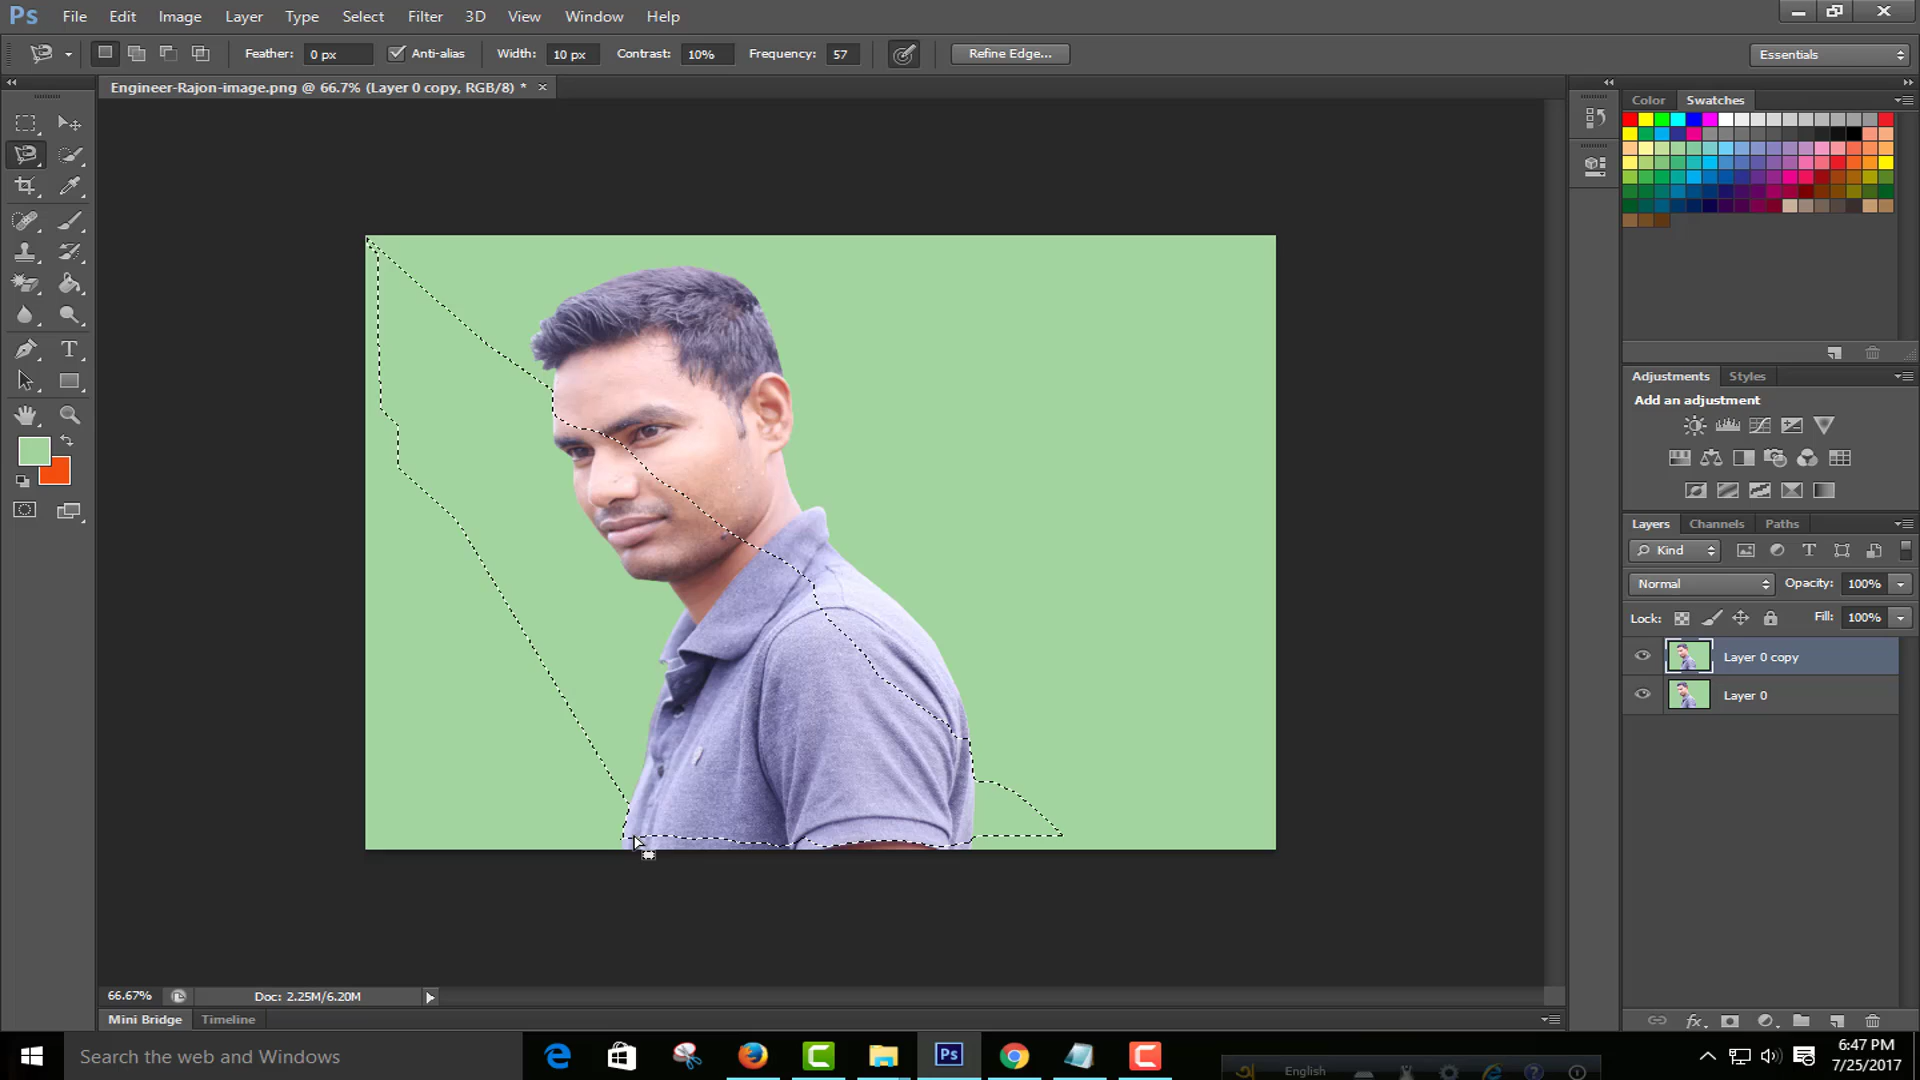 Ps File Edit Image Layer Type Select Filter 3D View Window Help
Feather: 0 px Anti-alias Width: 10 px Contrast: 10% Frequency: 57 Refine Edge... Essentials
Engineer-Rajon-image.png @ 66.7% (Layer 0 copy, RGB/8) *
Color Swatches
Adjustments Styles
Add an adjustment
Layers Channels Paths
Kind
Normal Opacity: 100%
Lock: Fill: 100%
Layer 0 copy
Layer 0
66.67% Doc: 2.25M/6.20M
Mini Bridge Timeline
Search the web and Windows
Ps
English
6:47 PM
7/25/2017